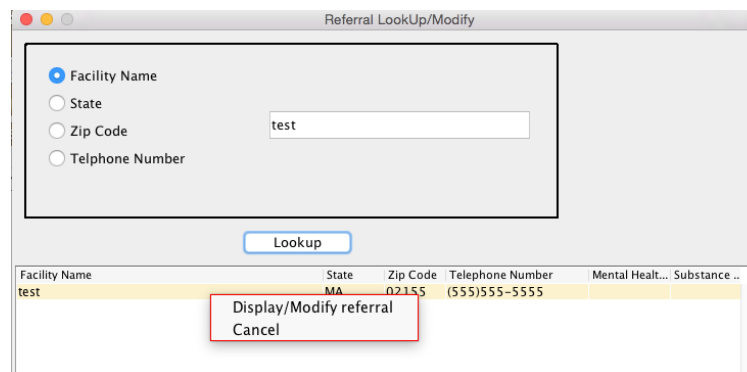 Referral LookUp/Modify
Facility Name
State
Zip Code
test
Telphone Number
Lookup
Facility Name State Zip Code Telephone Number Mental Healt... Substance ..
test MA 02155 (555)555-5555
Display/Modify referral
Cancel